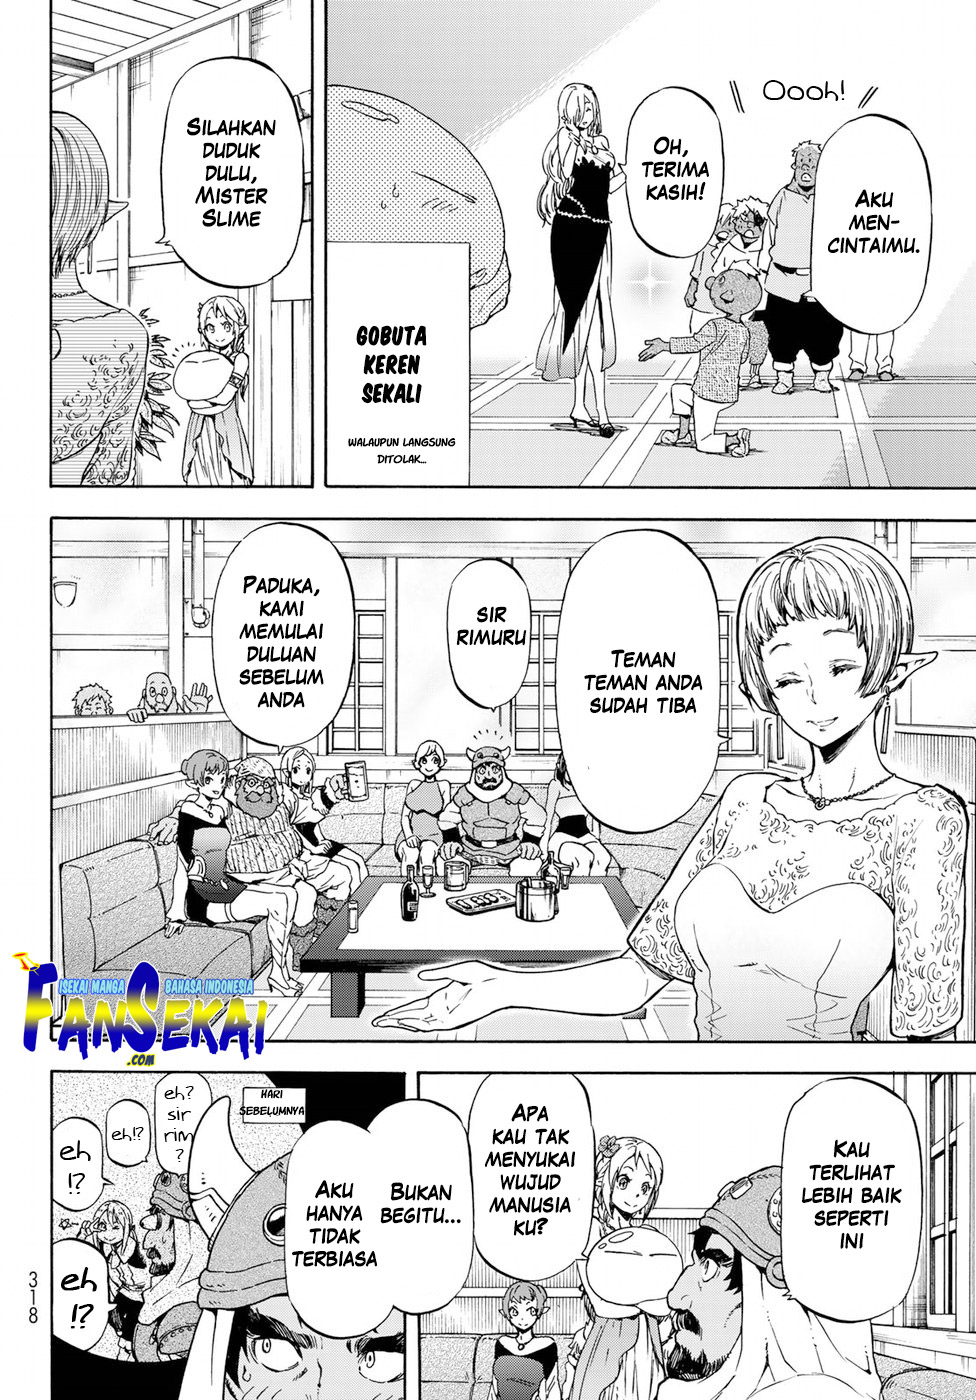 Oooh!
AKU
MEN-
CINTAIMU.
OH,
TERIMA
KASIH!
GOBUTA
KEREN
SEKALI
WALAUPUN LANGSUNG
DITOLAK...
SILAHKAN
DUDUK
DULU,
MISTER
SLIME
TEMAN
TEMAN ANDA
SUDAH TIBA
SIR
RIMURU
PADUKA,
KAMI
MEMULAI
DULUAN
SEBELUM
ANDA
ISEKAI MANGA BAHASA INDONESIA
FANSEKAI
.COM
KAU
TERLIHAT
LEBIH BAIK
SEPERTI
INI
APA
KAU TAK
MENYUKAI
WUJUD
MANUSIA
KU?
BUKAN
BEGITU...
AKU
HANYA
TIDAK
TERBIASA
HARI
SEBELUMNYA
eh?
sir
rim
?
eh!?
eh
!?
eh
!?
318